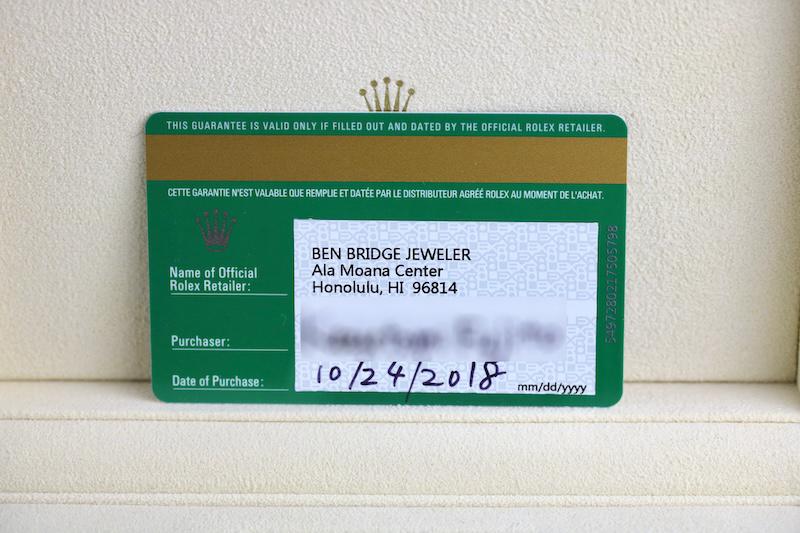 THIS GUARANTEE IS VALID ONLY IF FILLED OUT AND DATED BY THE OFFICIAL ROLEX RETAILER.
CETTE GARANTIE N'EST VALABLE QUE REMPLIE ET DATÉE PAR LE DISTRIBUTEUR AGRÉÉ ROLEX AU MOMENT DE L'ACHAT.
Name of Official
Rolex Retailer:
BEN BRIDGE JEWELER
Ala Moana Center
Honolulu, HI 96814
Purchaser:
Date of Purchase:
10/24/2018
mm/dd/yyyy
5497280217505798